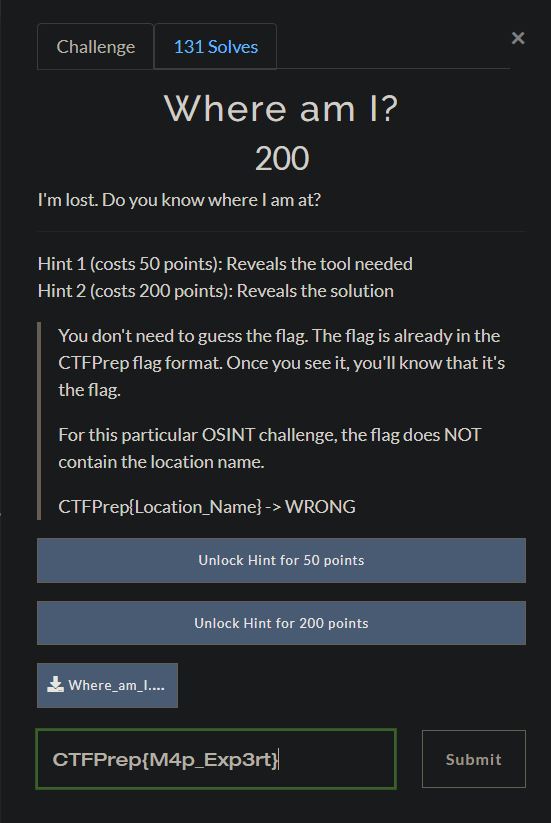 Challenge
131 Solves
×
Where am I?
200
I'm lost. Do you know where I am at?
Hint 1 (costs 50 points): Reveals the tool needed
Hint 2 (costs 200 points): Reveals the solution
You don't need to guess the flag. The flag is already in the
CTFPrep flag format. Once you see it, you'll know that it's
the flag.
For this particular OSINT challenge, the flag does NOT
contain the location name.
CTFPrep{Location_Name} -> WRONG
Unlock Hint for 50 points
Unlock Hint for 200 points
Where_am_I....
CTFPrep{M4p_Exp3rt}
Submit